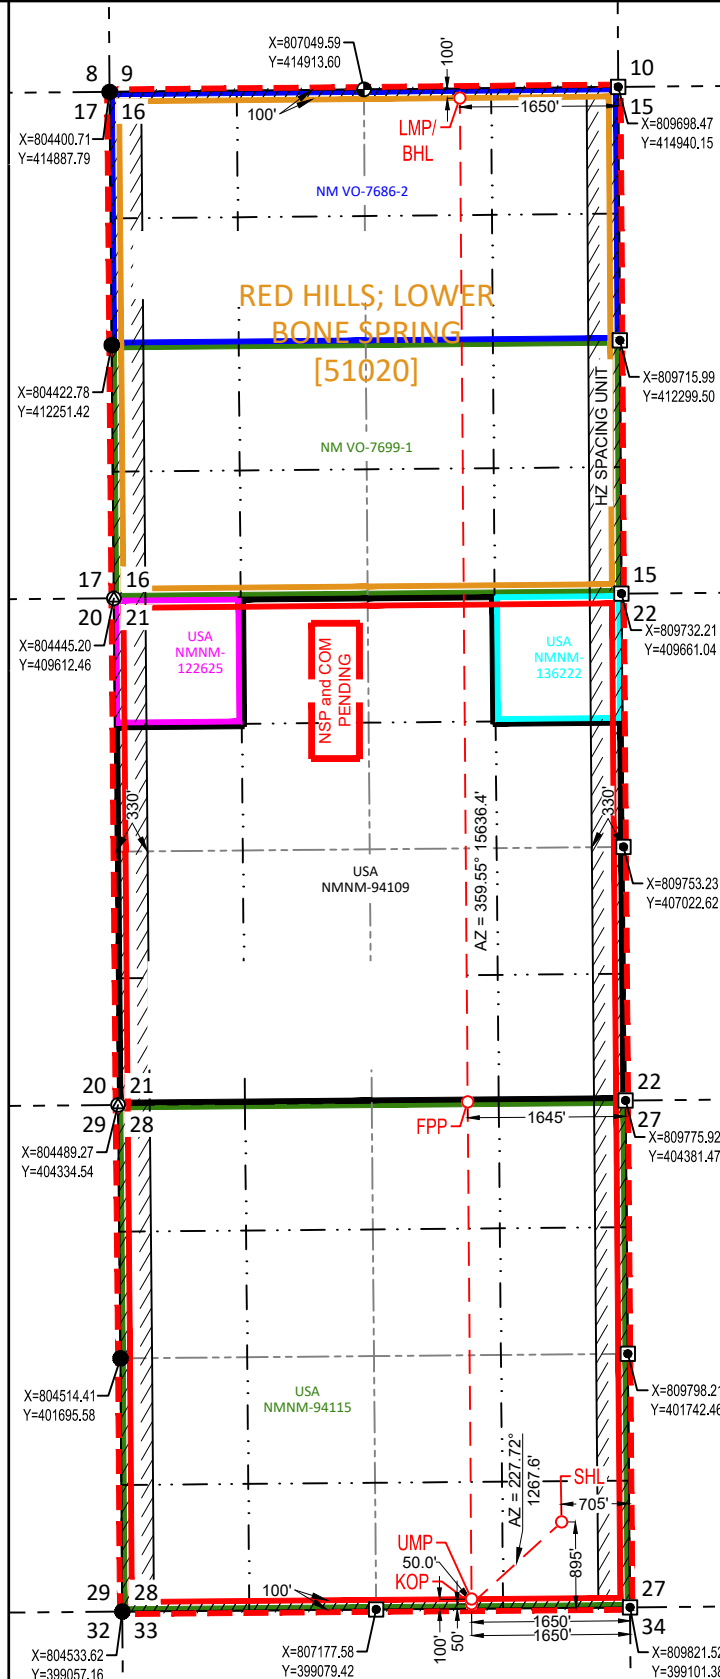 X=807049.59
Y=414913.60
100'
8 9
10
17 16
15
100'
1650'
X=804400.71
Y=414887.79
LMP/
BHL
X=809698.47
Y=414940.15
NM VO-7686-2
RED HILLS; LOWER
BONE SPRING
[51020]
X=804422.78
Y=412251.42
X=809715.99
Y=412299.50
HZ SPACING UNIT
NM VO-7699-1
17 16
15
20 21
22
X=804445.20
Y=409612.46
USA
NMNM-
122625
NSP and COM
PENDING
USA
NMNM-
136222
X=809732.21
Y=409661.04
330'
330'
AZ = 359.55° 15636.4'
USA
NMNM-94109
X=809753.23
Y=407022.62
20 21
22
29 28
27
FPP
1645'
X=804489.27
Y=404334.54
X=809775.92
Y=404381.47
X=804514.41
Y=401695.58
USA
NMNM-94115
X=809798.21
Y=401742.46
AZ = 227.72°
1267.6'
SHL
705'
895'
UMP
50.0'
KOP
29 28
27
100'
32 33
34
100'
50'
1650'
1650'
X=804533.62
Y=399057.16
X=807177.58
Y=399079.42
X=809821.52
Y=399101.36